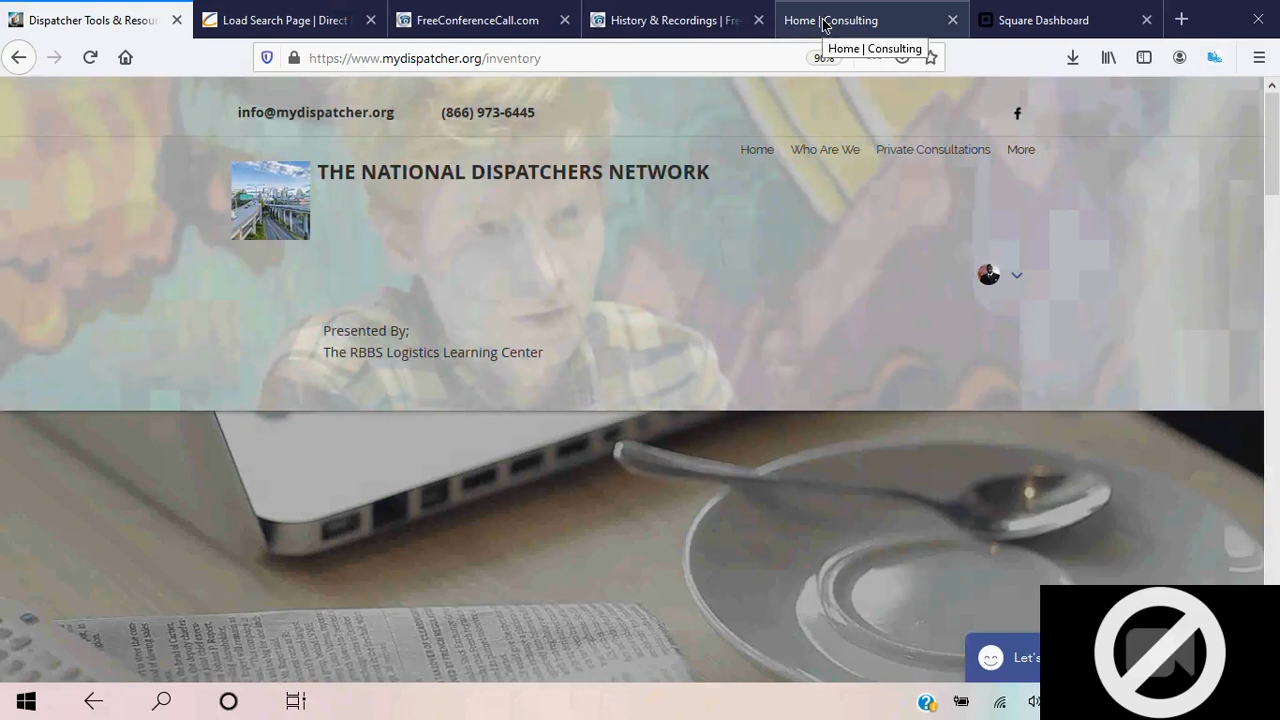 Dispatcher Tools & Resou
Load Search Page | Direct
FreeConferenceCall.com
History & Recordings | Fre
Home | Consulting
Square Dashboard
https://www.mydispatcher.org/inventory
90%
Home | Consulting
info@mydispatcher.org
(866) 973-6445
Home
Who Are We
Private Consultations
More
THE NATIONAL DISPATCHERS NETWORK
Presented By;
The RBBS Logistics Learning Center
Let's